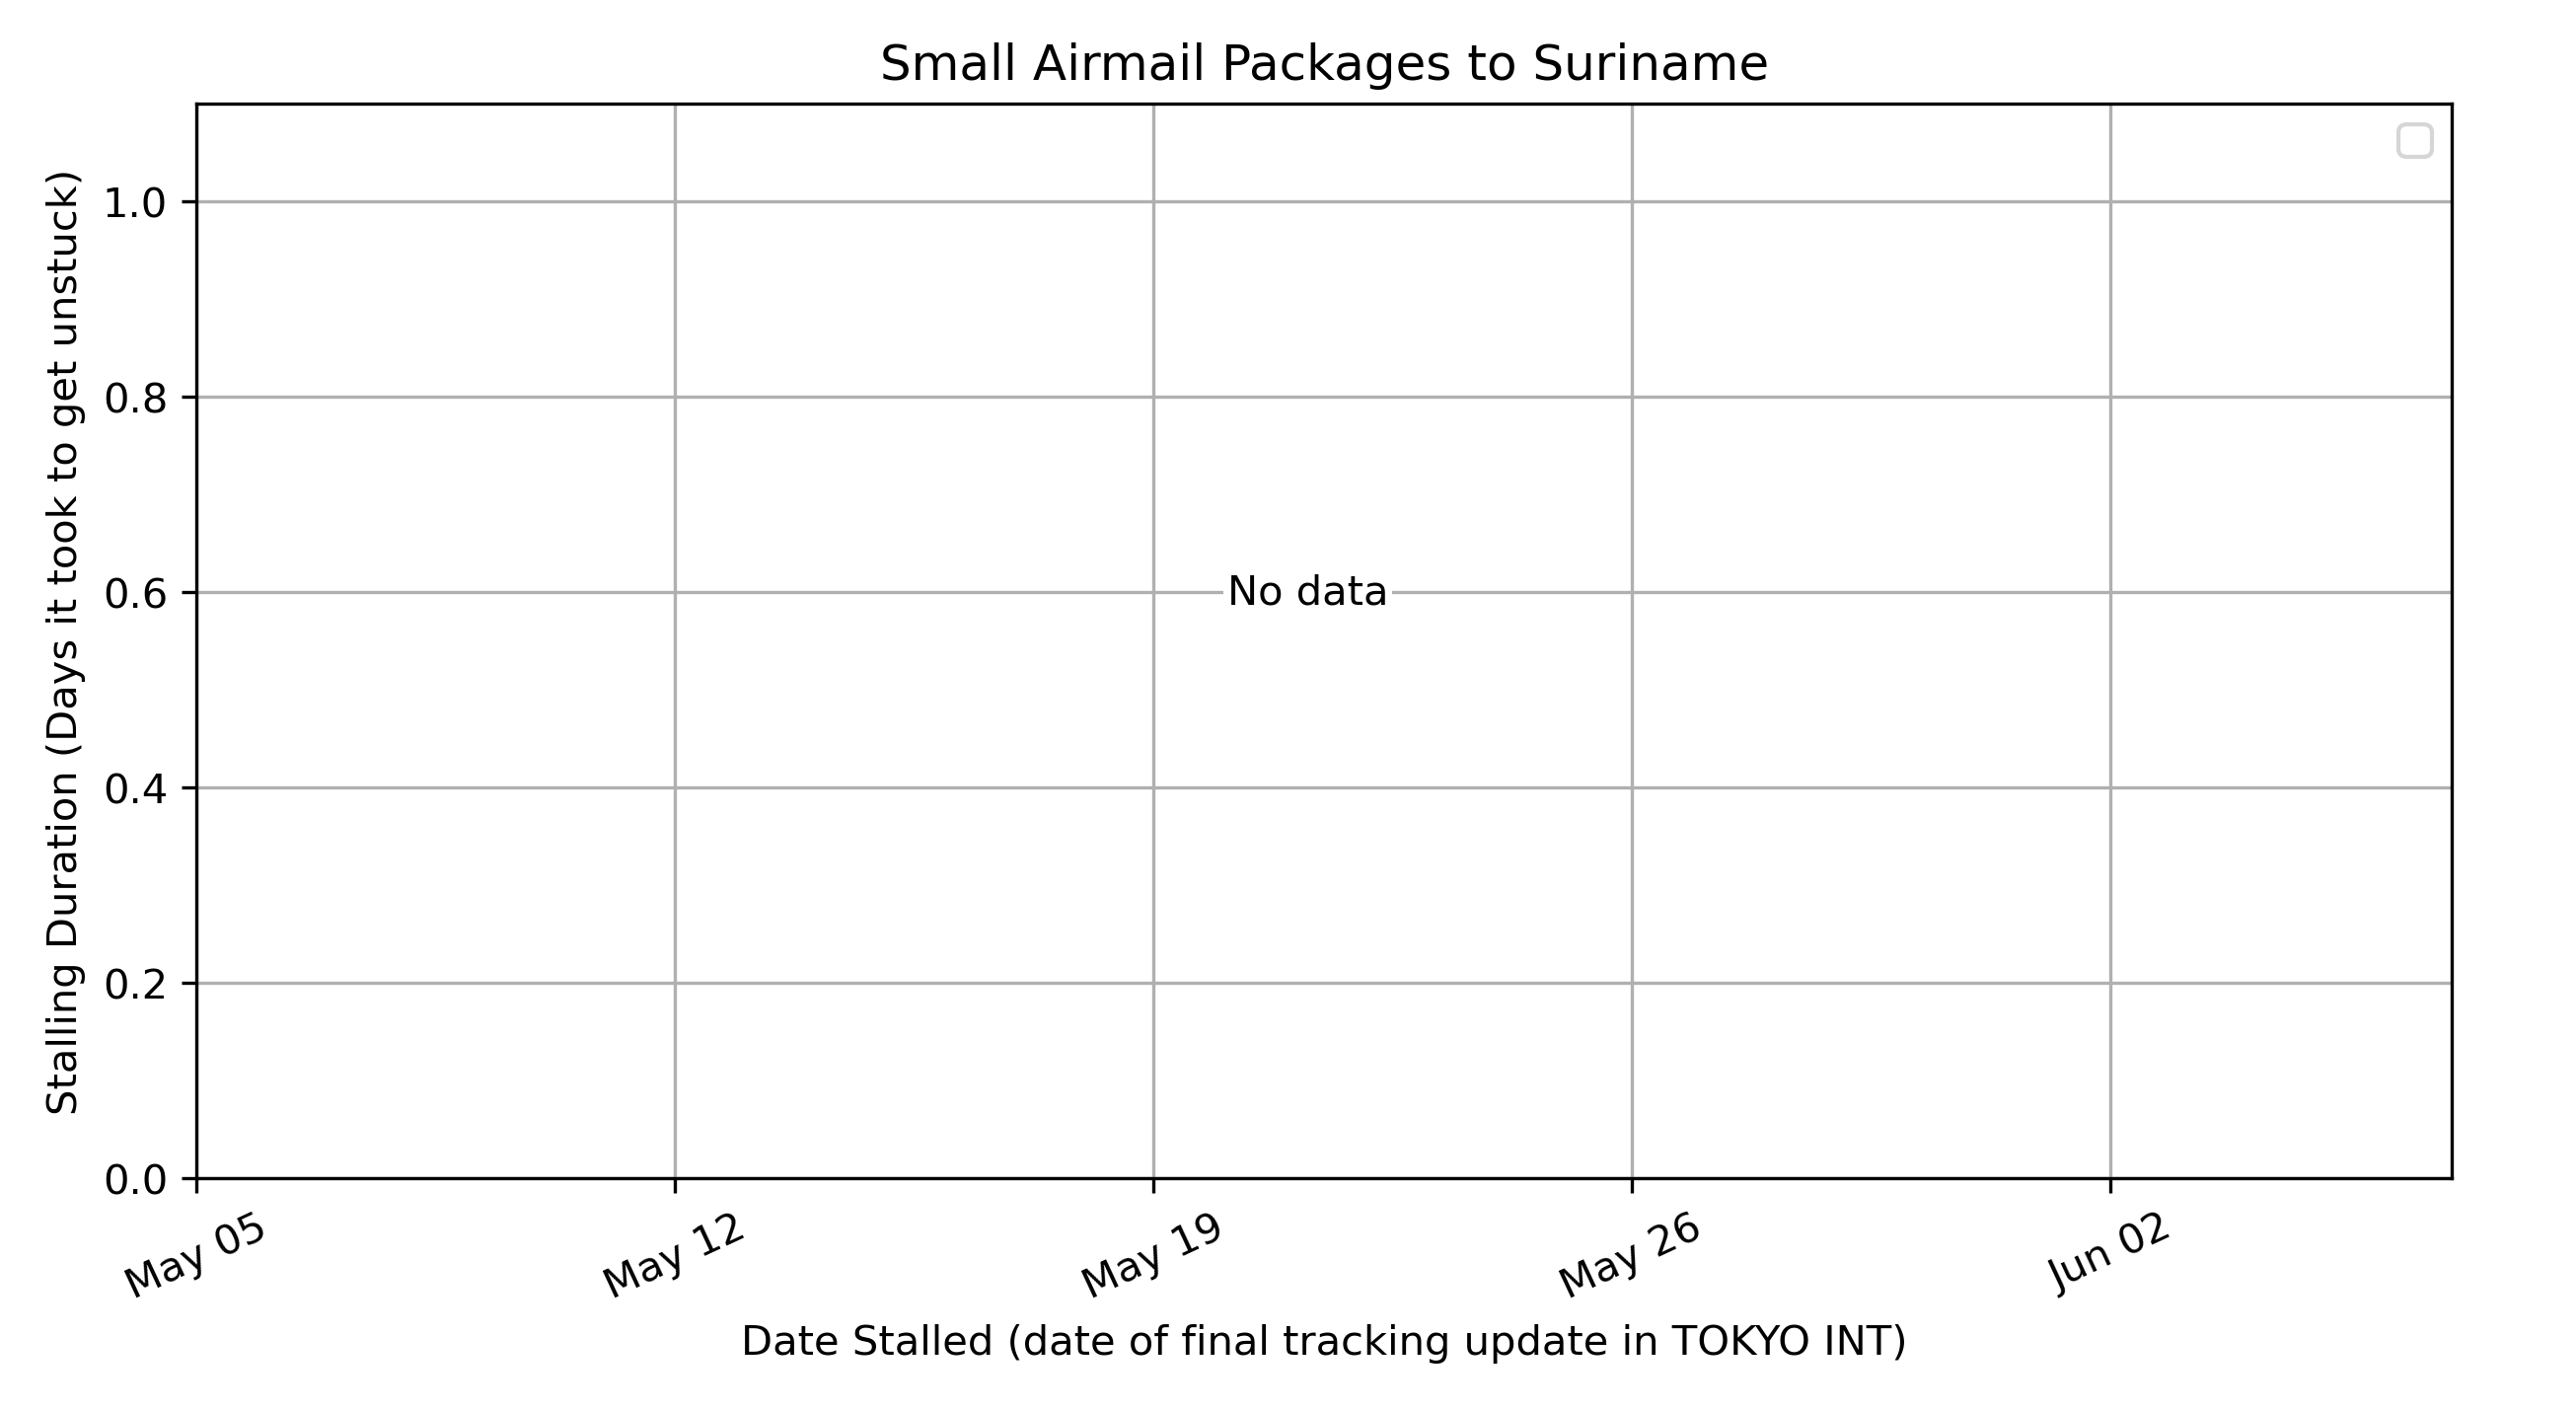 Small Airmail Packages to Suriname
Stalling Duration (Days it took to get unstuck)
1.0
0.8
0.6
0.4
0.2
0.0
No data
May 05
May 12
May 19
May 26
Jun 02
Date Stalled (date of final tracking update in TOKYO INT)